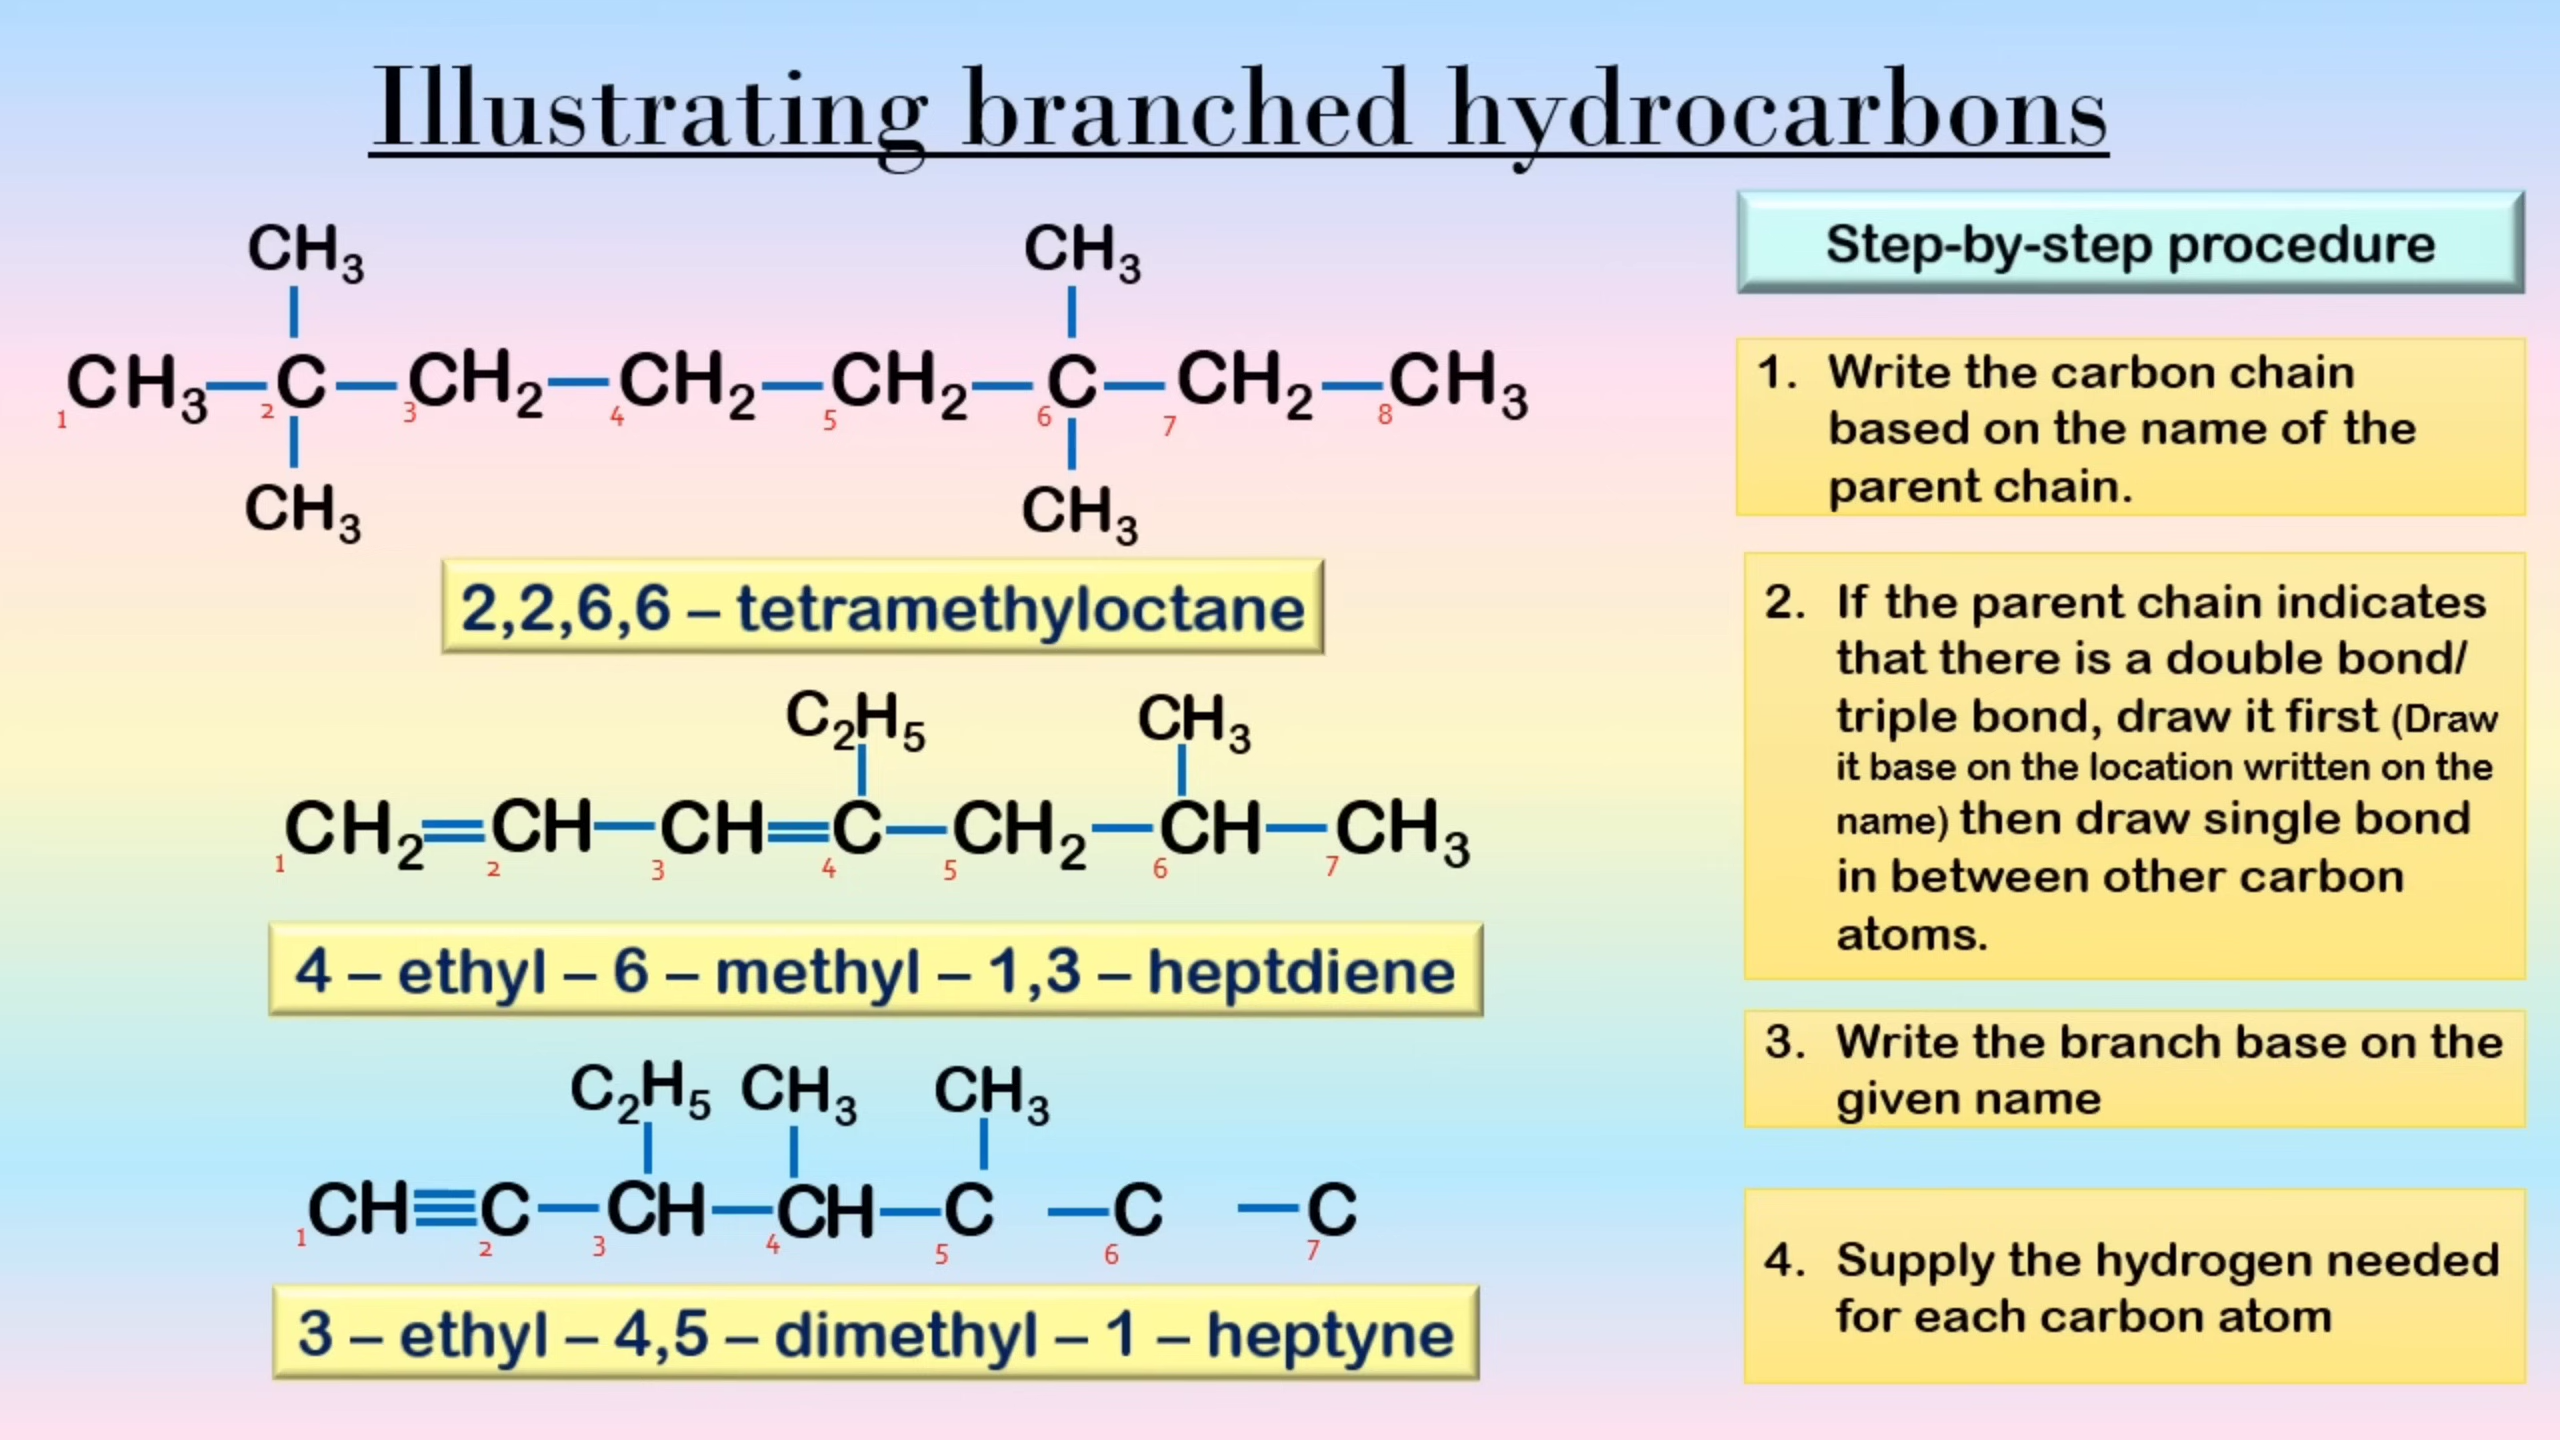 Illustrating branched hydrocarbons
CH3 CH3
CH3—C—CH2—CH2—CH2—C—CH2—CH3
1 2 3 4 5 6 7 8
CH3 CH3
2,2,6,6 – tetramethyloctane
C2H5 CH3
CH2=CH—CH=C—CH2—CH—CH3
1 2 3 4 5 6 7
4 – ethyl – 6 – methyl – 1,3 – heptdiene
C2H5 CH3 CH3
CH≡C—CH—CH—C —C —C
1 2 3 4 5 6 7
3 – ethyl – 4,5 – dimethyl – 1 – heptyne
Step-by-step procedure
1. Write the carbon chain
based on the name of the
parent chain.
2. If the parent chain indicates
that there is a double bond/
triple bond, draw it first (Draw
it base on the location written on the
name) then draw single bond
in between other carbon
atoms.
3. Write the branch base on the
given name
4. Supply the hydrogen needed
for each carbon atom